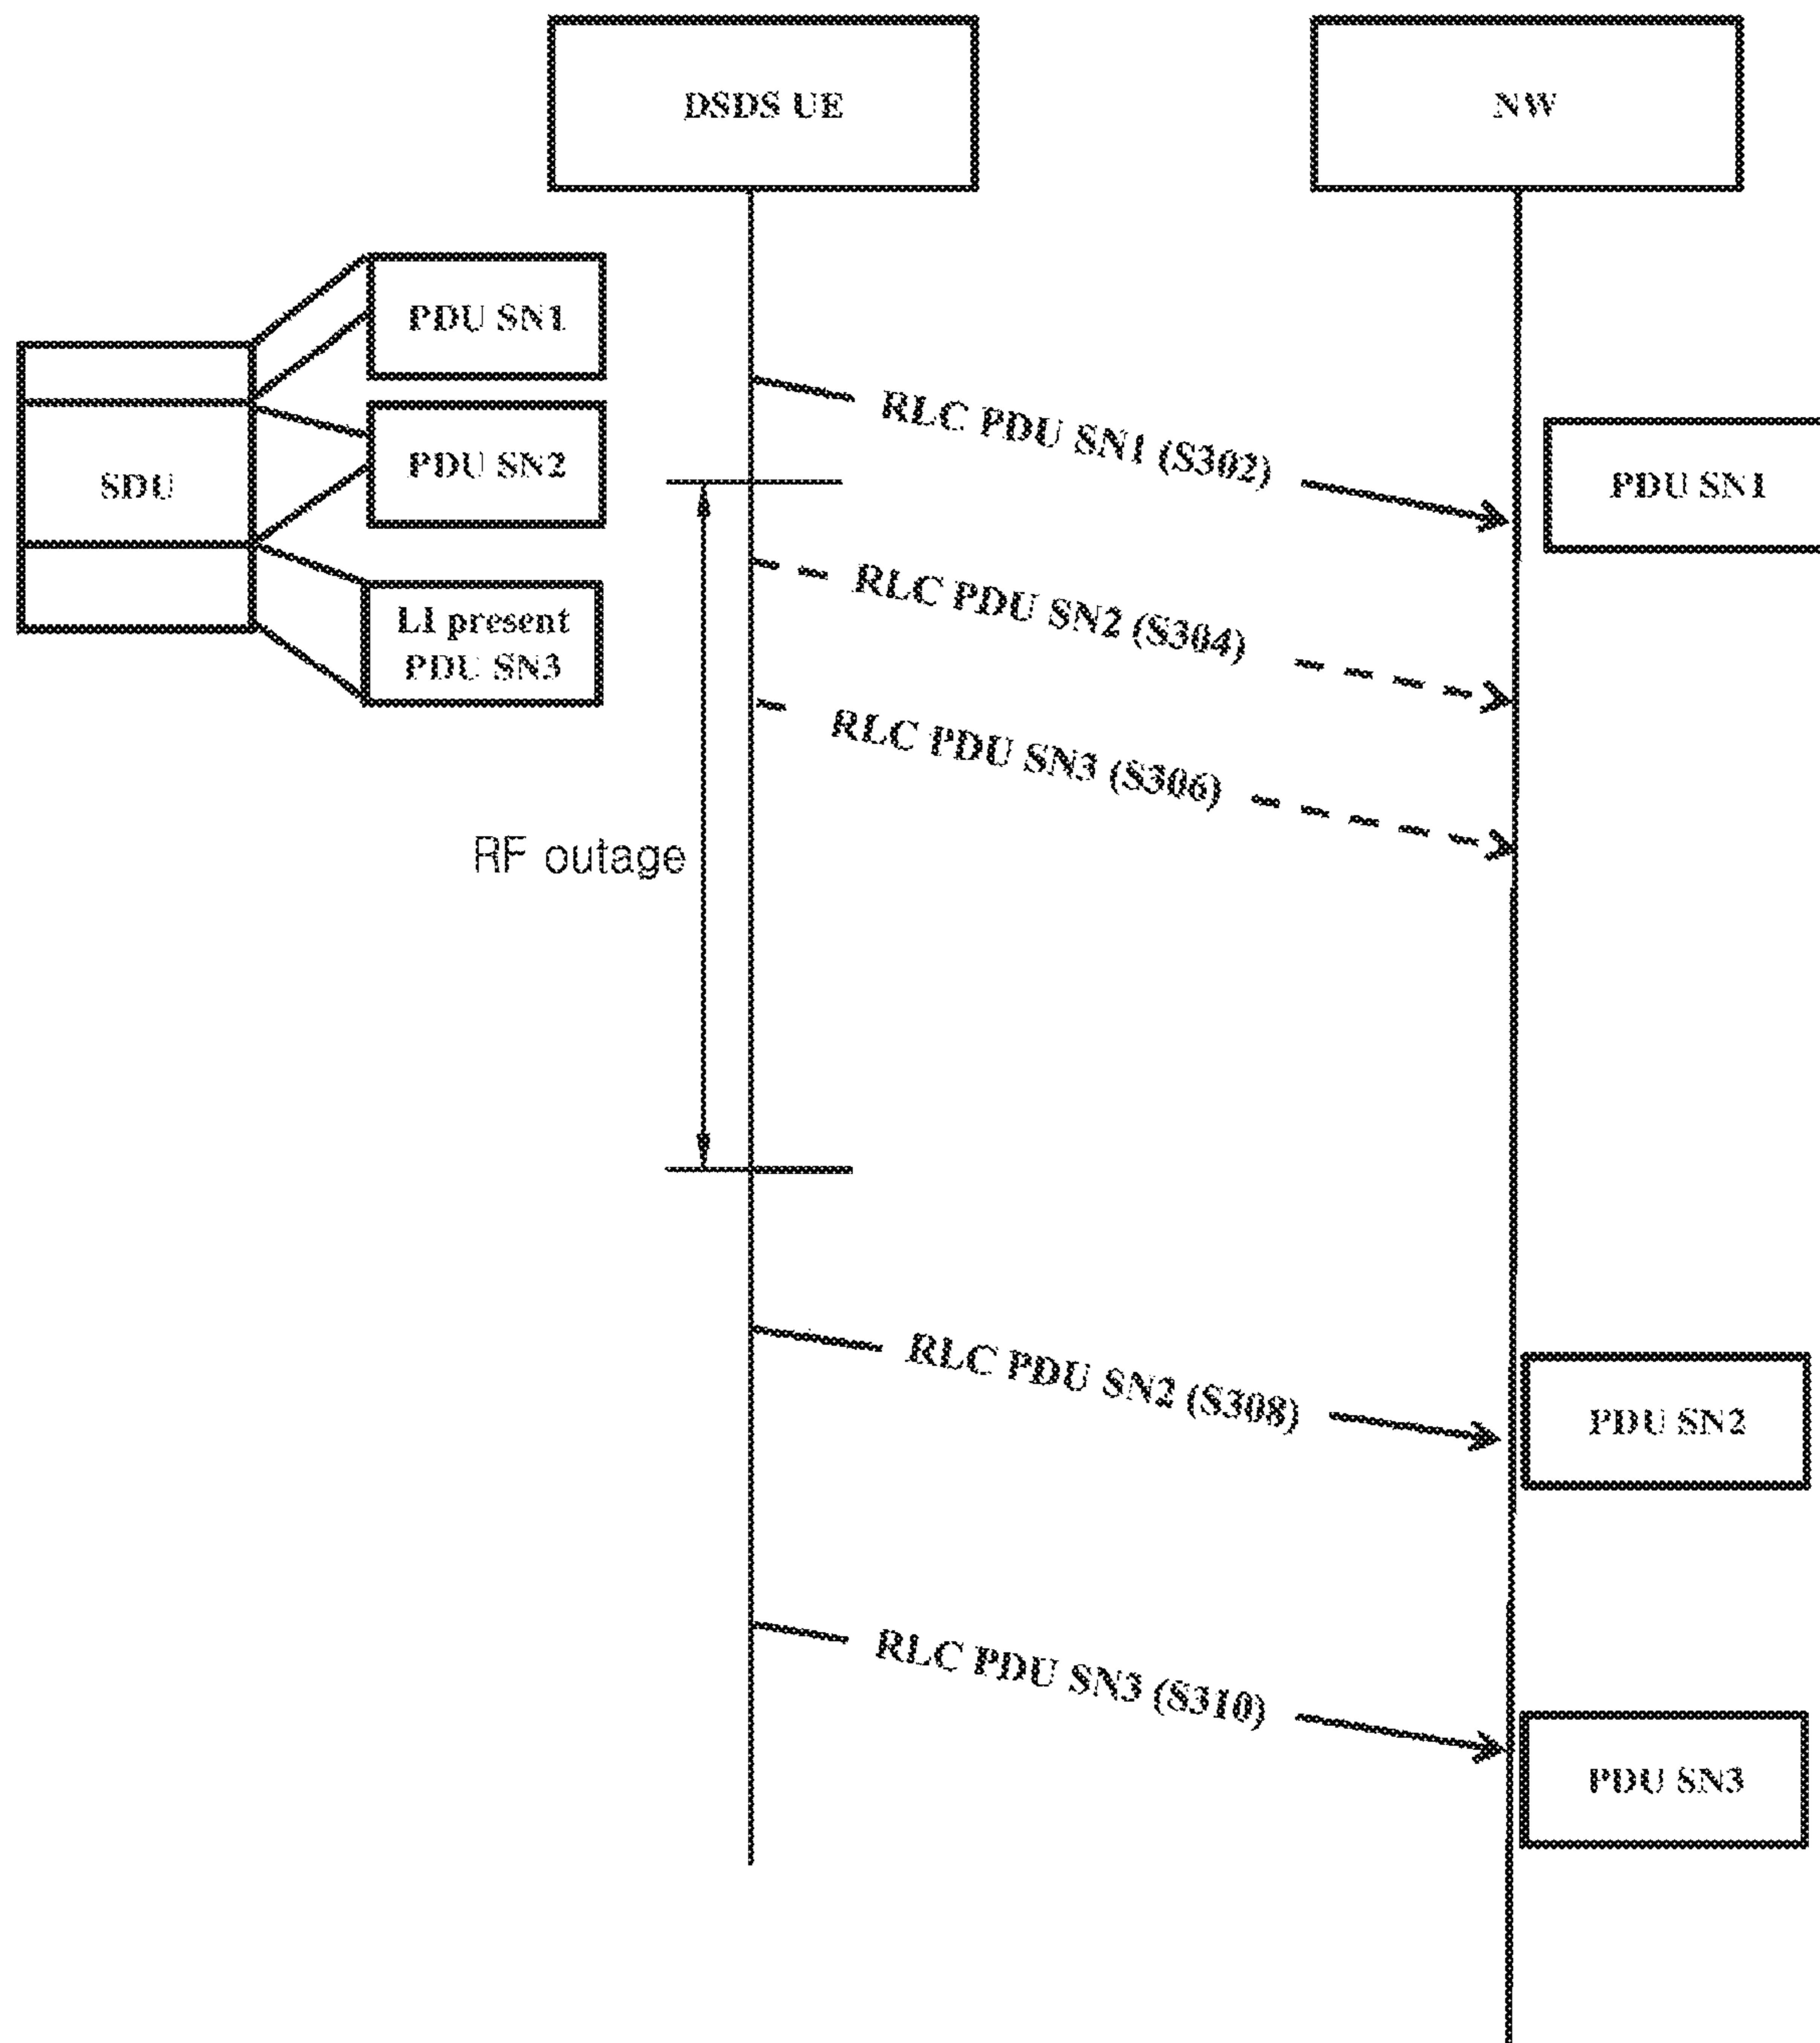 DSDS UE
NW
PDU SN1
RLC PDU SN1 (S302)
PDU SN2
SDU
PDU SN1
RLC PDU SN2 (S304)
LI present
PDU SN3
RLC PDU SN3 (S306)
RF outage
RLC PDU SN2 (S308)
PDU SN2
RLC PDU SN3 (S310)
PDU SN3